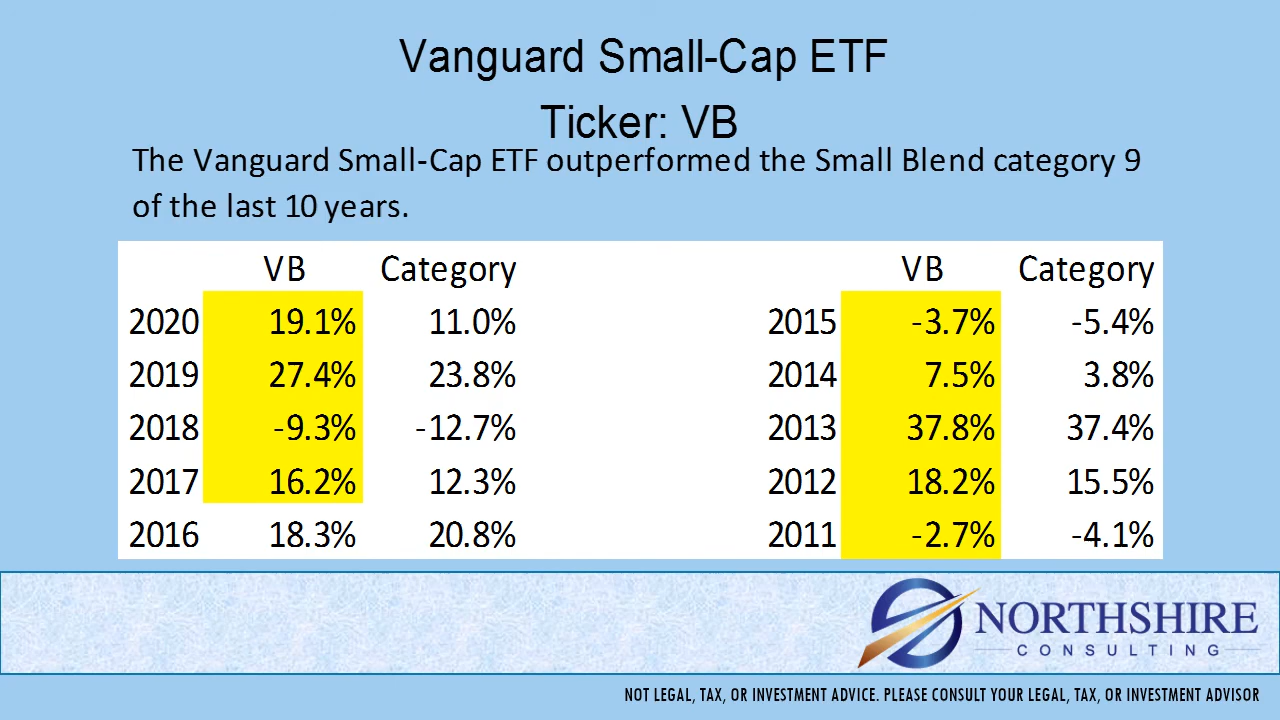 Vanguard Small-Cap ETF
Ticker: VB
The Vanguard Small-Cap ETF outperformed the Small Blend category 9
of the last 10 years.
VB Category VB Category
2020 19.1% 11.0% 2015 -3.7% -5.4%
2019 27.4% 23.8% 2014 7.5% 3.8%
2018 -9.3% -12.7% 2013 37.8% 37.4%
2017 16.2% 12.3% 2012 18.2% 15.5%
2016 18.3% 20.8% 2011 -2.7% -4.1%
NORTHSHIRE
CONSULTING
NOT LEGAL, TAX, OR INVESTMENT ADVICE. PLEASE CONSULT YOUR LEGAL, TAX, OR INVESTMENT ADVISOR